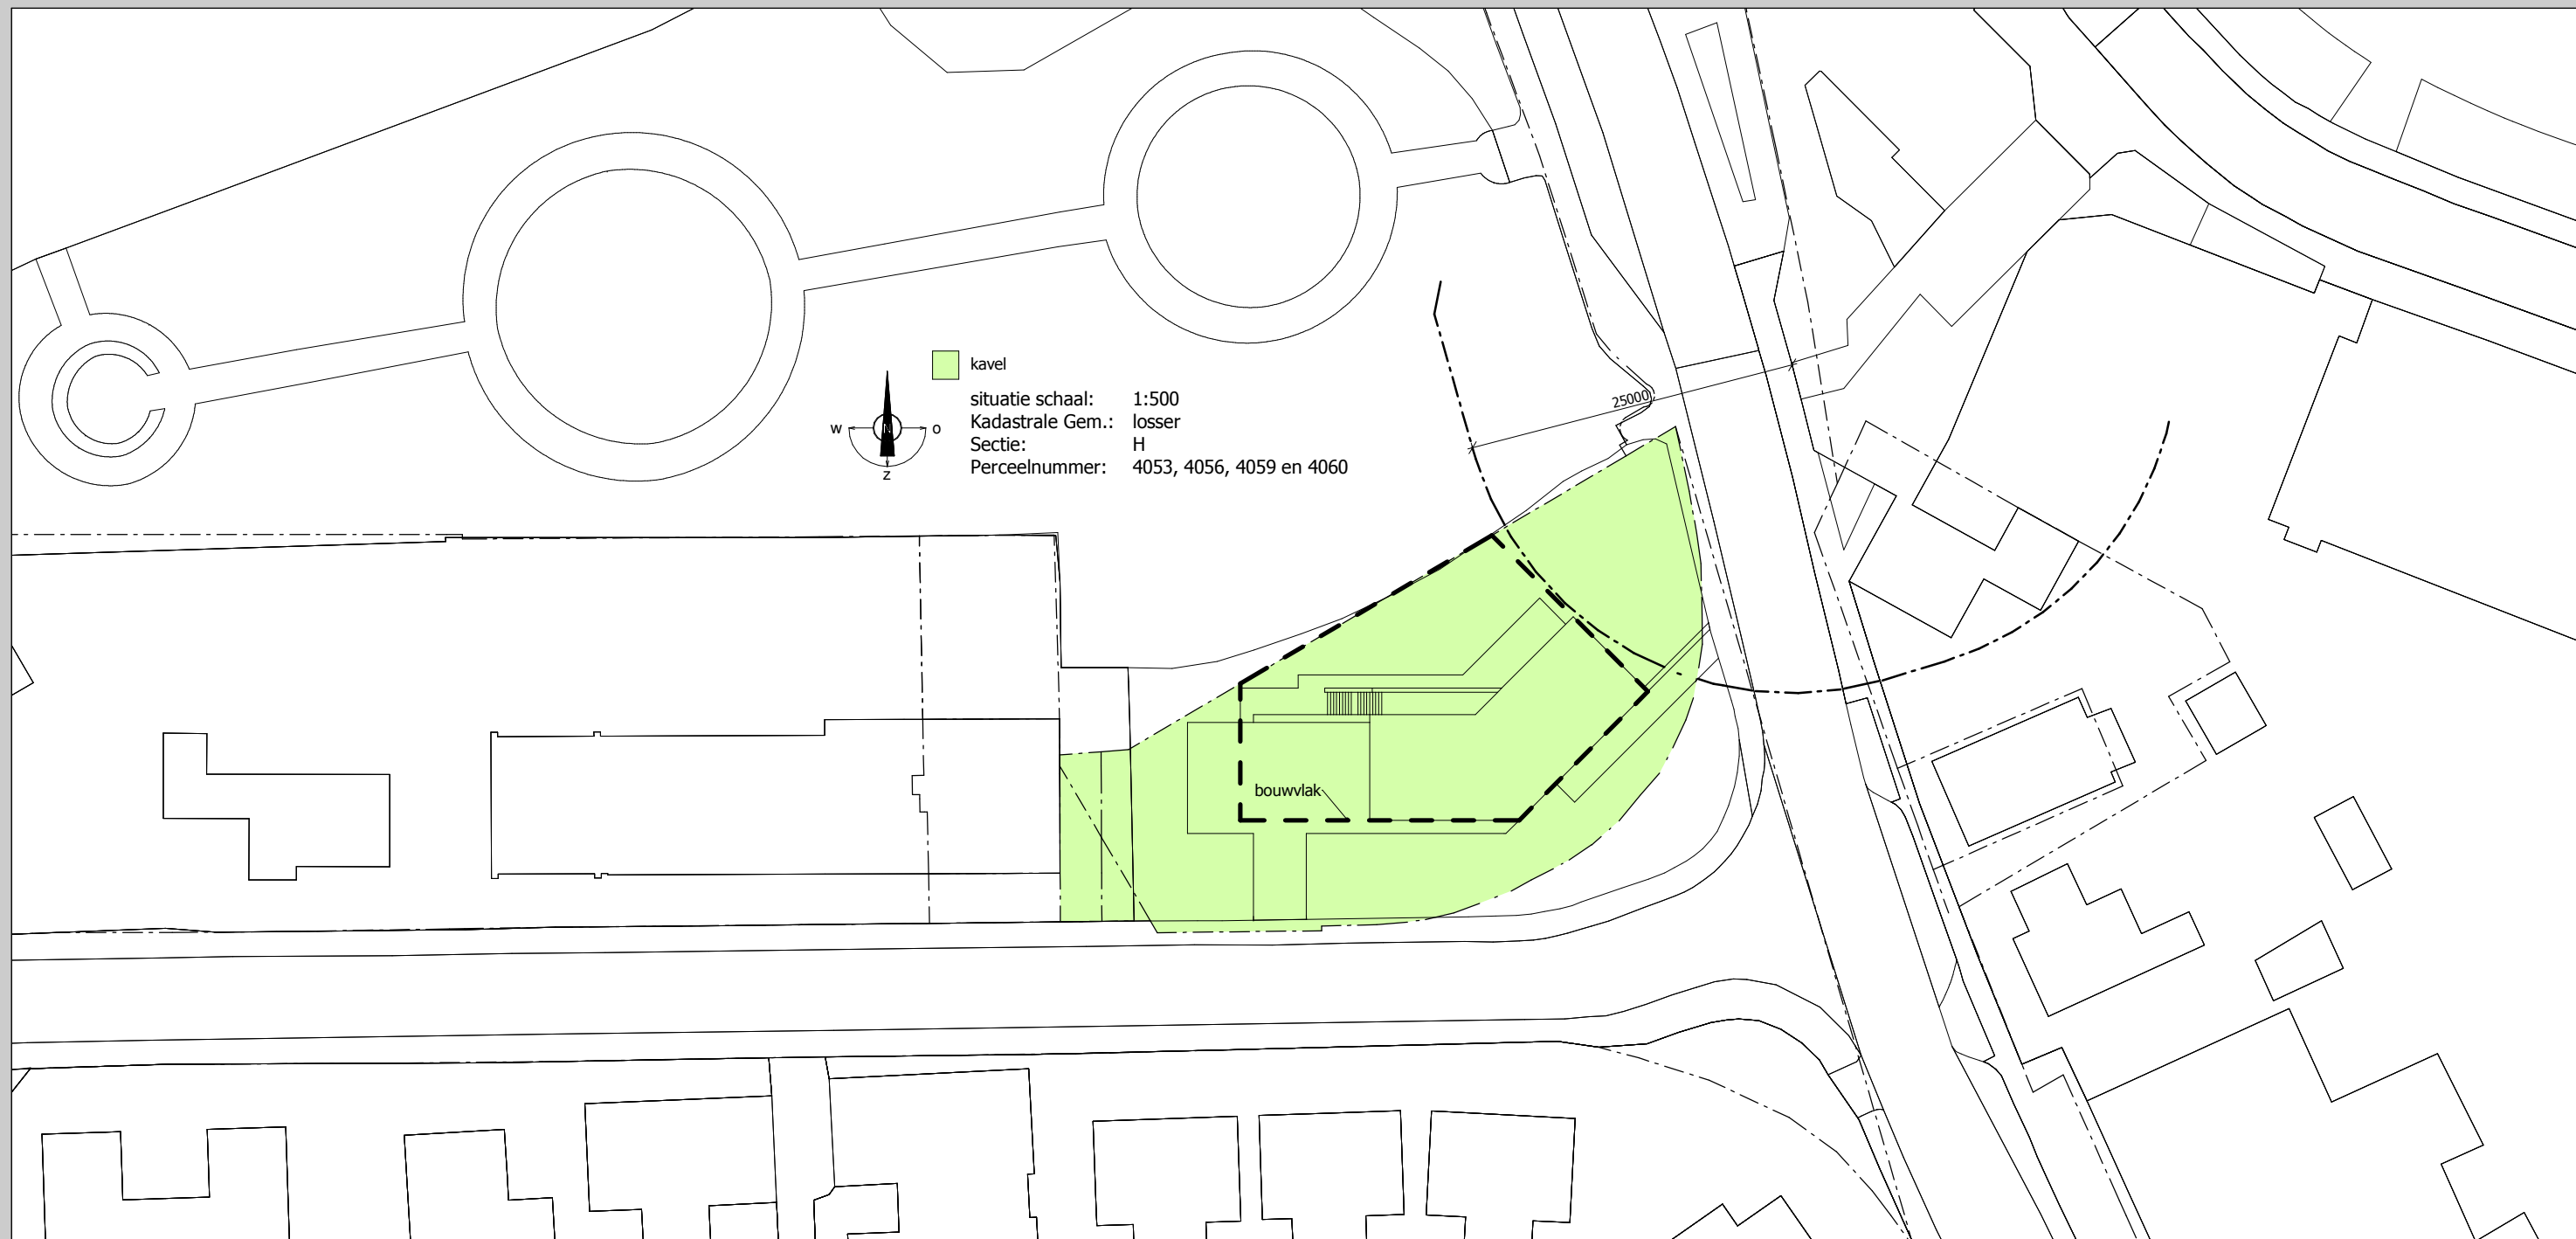 kavel
situatie schaal: 1:500
Kadastrale Gem.: losser
Sectie: H
Perceelnummer: 4053, 4056, 4059 en 4060
w o
z
25000
bouwvlak